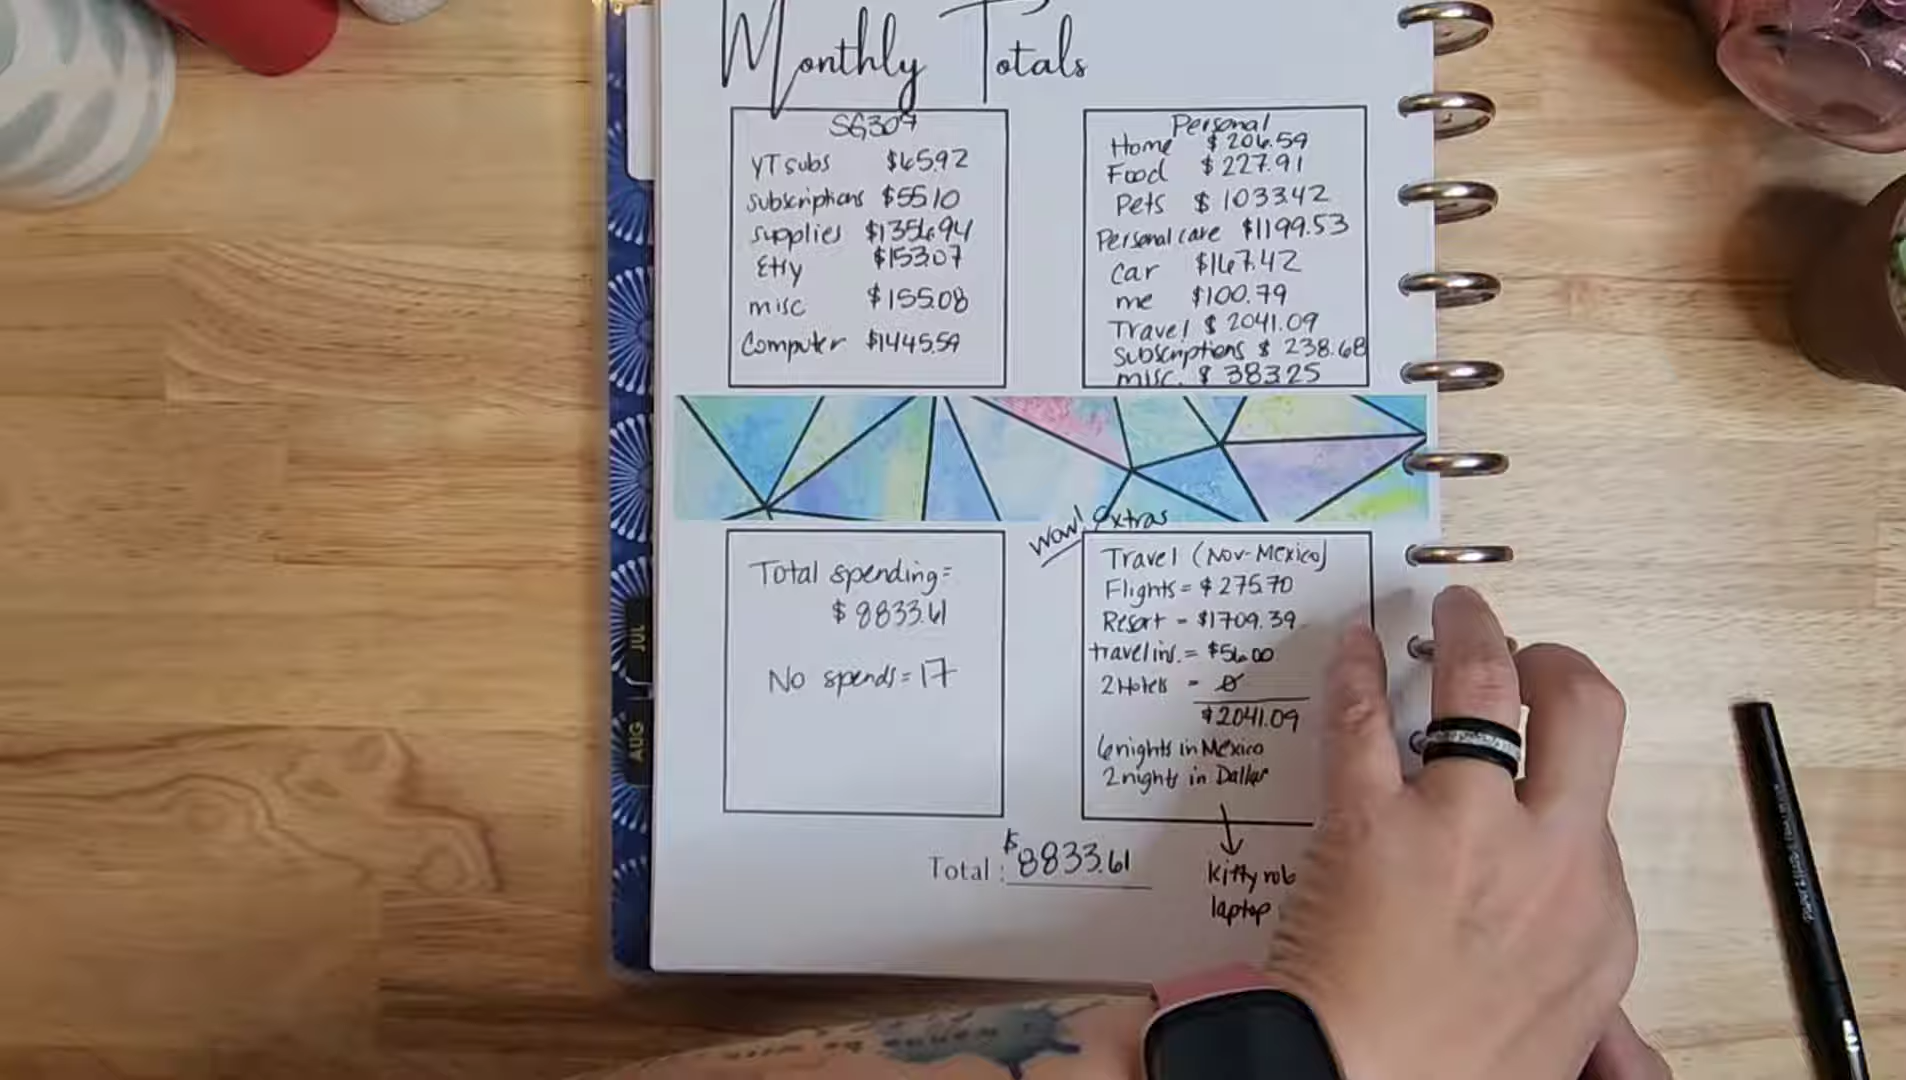 Monthly Totals
SG307
YT subs $65.92
subscriptions $55.10
supplies $1356.94
Etsy $153.07
misc $155.08
Computer $1445.59
Personal
Home $206.59
Food $227.91
Pets $1033.42
Personal care $1199.53
car $167.42
me $100.79
Travel $2041.09
subscriptions $238.68
misc. $383.25
Wow! Extras
Total spending=
$8833.61
No spends=17
Travel (Nov-Mexico)
Flights = $275.70
Resort = $1709.39
travel ins. = $56.00
2 Hotels = Ø
$2041.09
6 nights in Mexico
2 nights in Dallas
Total: $8833.61
kitty rob
laptop
JUL
AUG